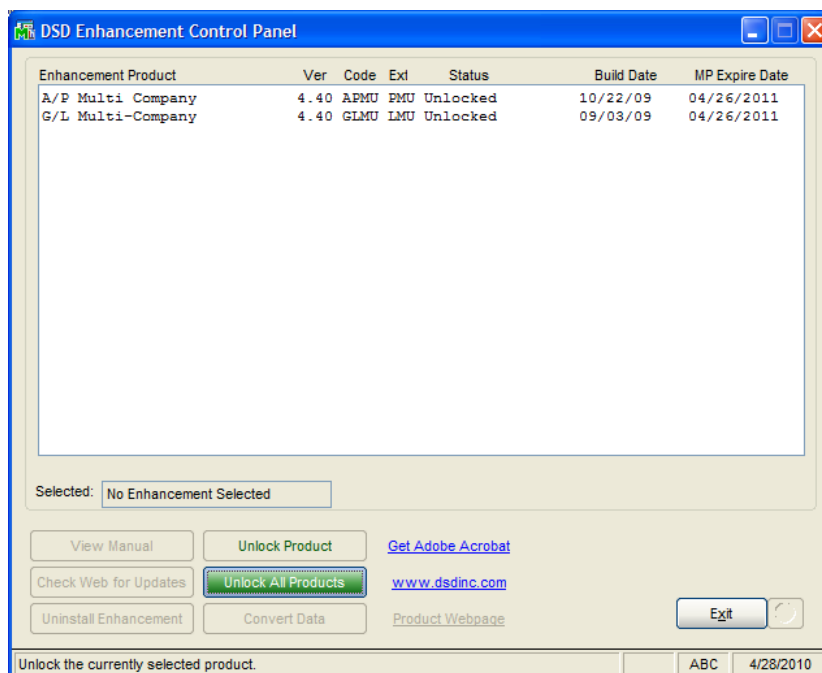 DSD Enhancement Control Panel
Enhancement Product Ver Code Ext Status Build Date MP Expire Date
A/P Multi Company 4.40 APMU PMU Unlocked 10/22/09 04/26/2011
G/L Multi-Company 4.40 GLMU LMU Unlocked 09/03/09 04/26/2011
Selected: No Enhancement Selected
View Manual Unlock Product Get Adobe Acrobat
Check Web for Updates Unlock All Products www.dsdinc.com
Uninstall Enhancement Convert Data Product Webpage Exit
Unlock the currently selected product. ABC 4/28/2010